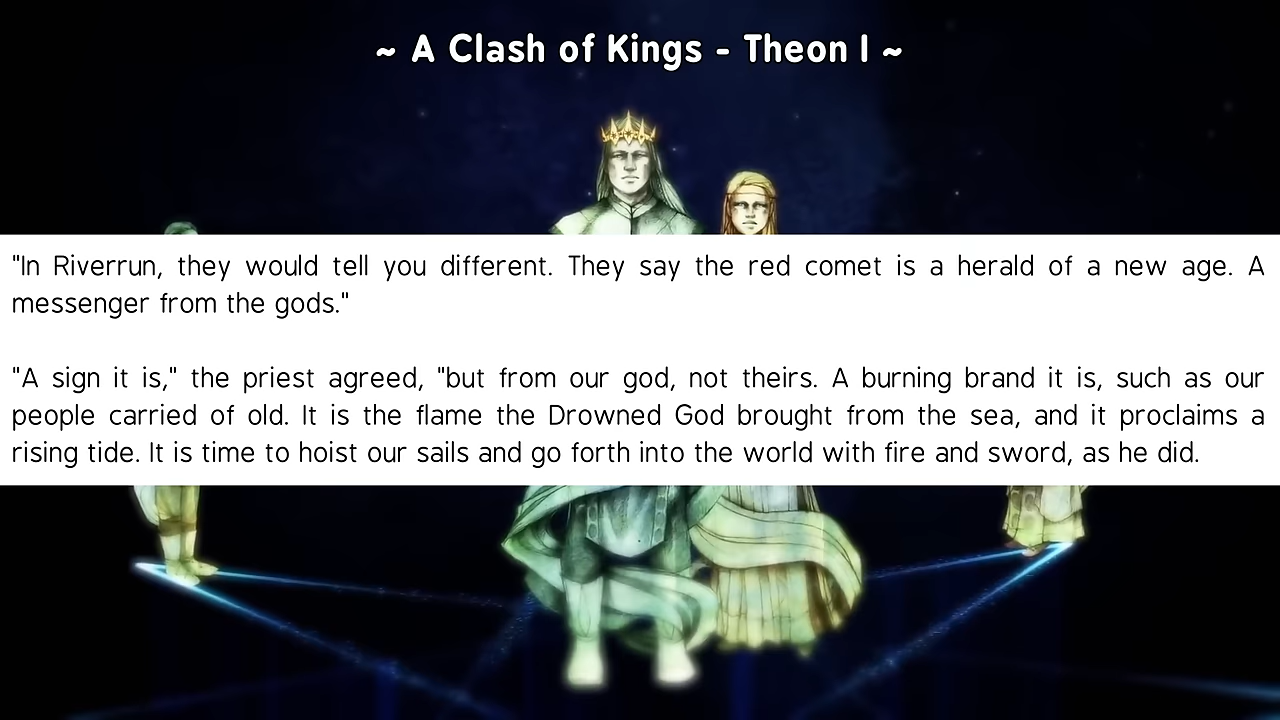 ~ A Clash of Kings - Theon I ~
"In Riverrun, they would tell you different. They say the red comet is a herald of a new age. A
messenger from the gods."
"A sign it is," the priest agreed, "but from our god, not theirs. A burning brand it is, such as our
people carried of old. It is the flame the Drowned God brought from the sea, and it proclaims a
rising tide. It is time to hoist our sails and go forth into the world with fire and sword, as he did.